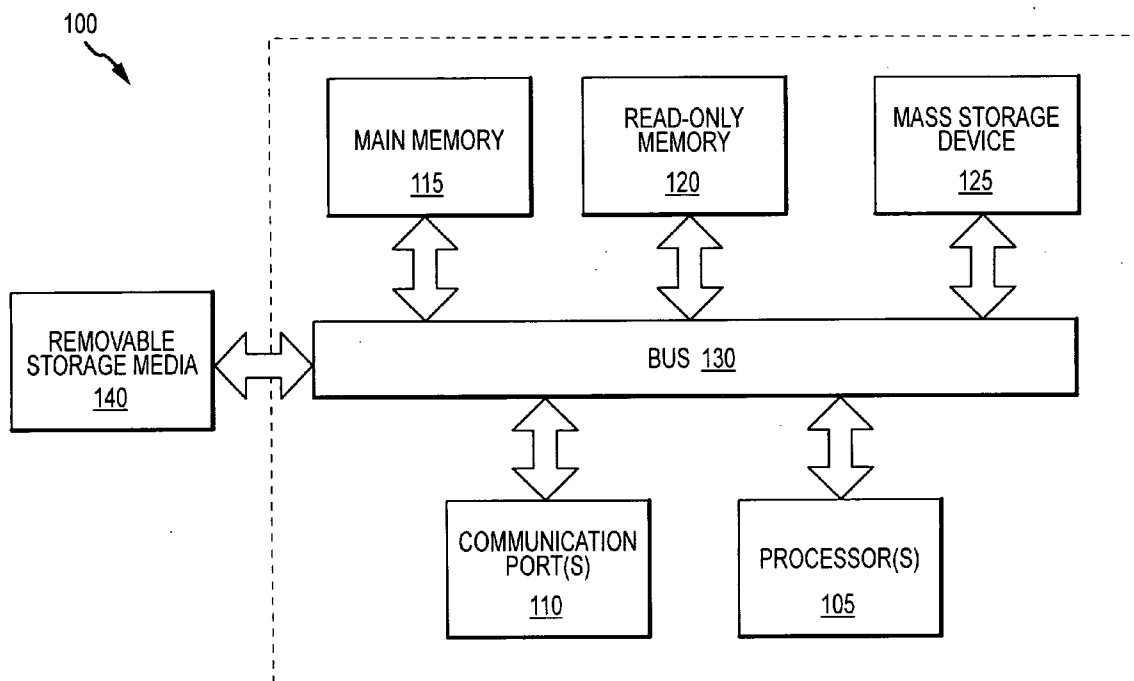 100
MAIN MEMORY
115
READ-ONLY
MEMORY
120
MASS STORAGE
DEVICE
125
REMOVABLE
STORAGE MEDIA
140
BUS 130
COMMUNICATION
PORT(S)
110
PROCESSOR(S)
105